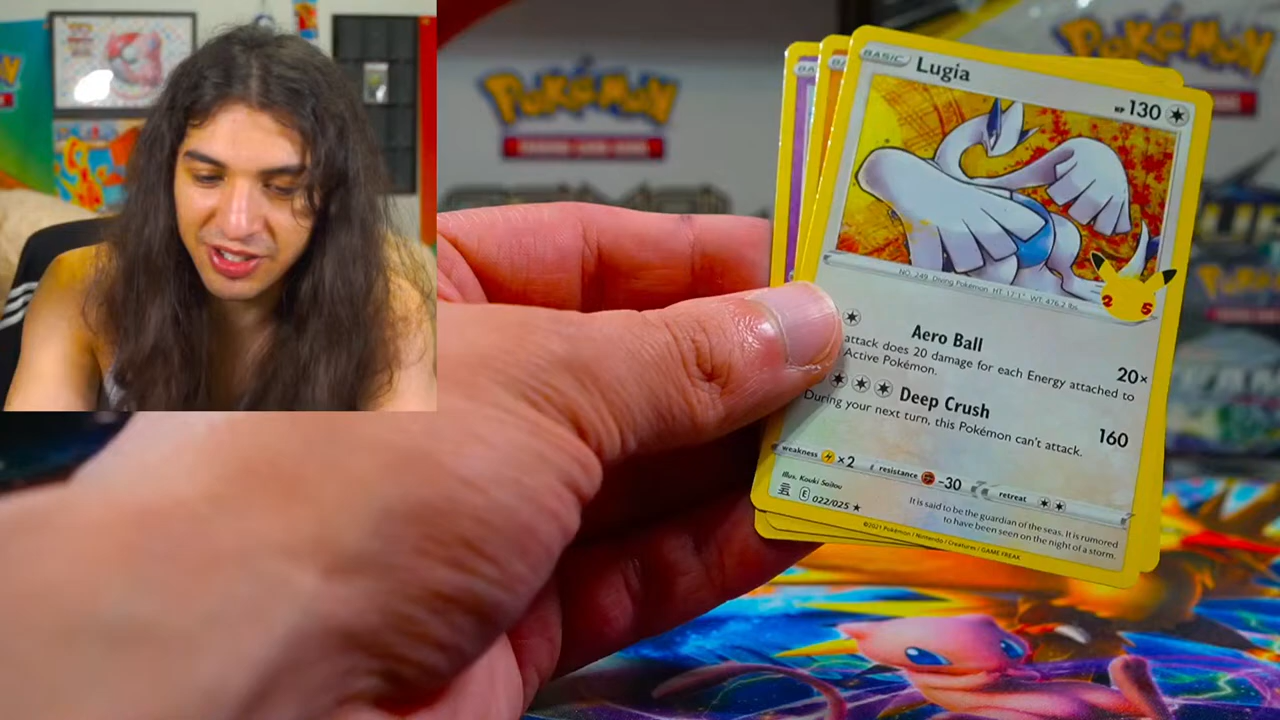 Pokémon
Pokémon
BASIC
Lugia
HP 130
NO. 249 Diving Pokémon HT: 17'1" WT: 476.2 lbs.
2 5
Aero Ball
20×
attack does 20 damage for each Energy attached to
Active Pokémon.
Deep Crush
160
During your next turn, this Pokémon can't attack.
weakness ×2 resistance -30 retreat
Illus. Kouki Saitou
E 022/025 ★
It is said to be the guardian of the seas. It is rumored
to have been seen on the night of a storm.
©2021 Pokémon / Nintendo / Creatures / GAME FREAK